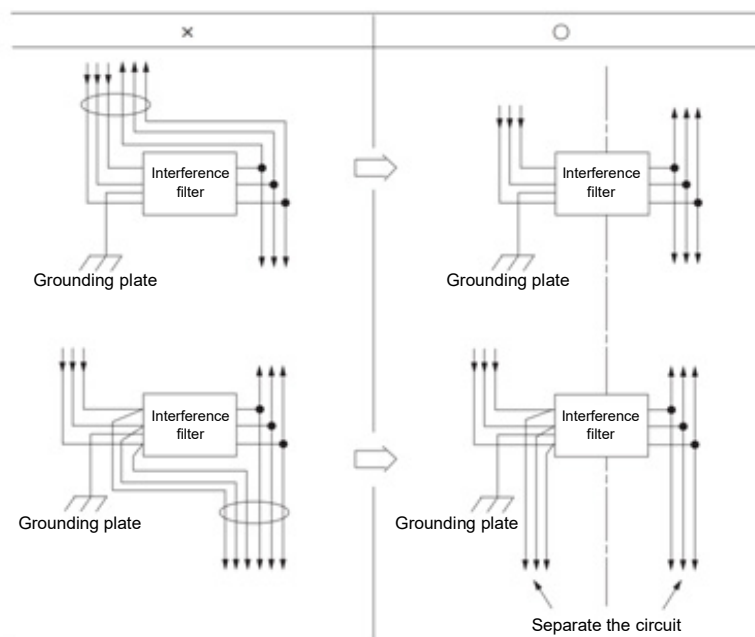 × ○
Interference
filter
Grounding plate
Interference
filter
Grounding plate
Interference
filter
Grounding plate
Interference
filter
Grounding plate
Separate the circuit